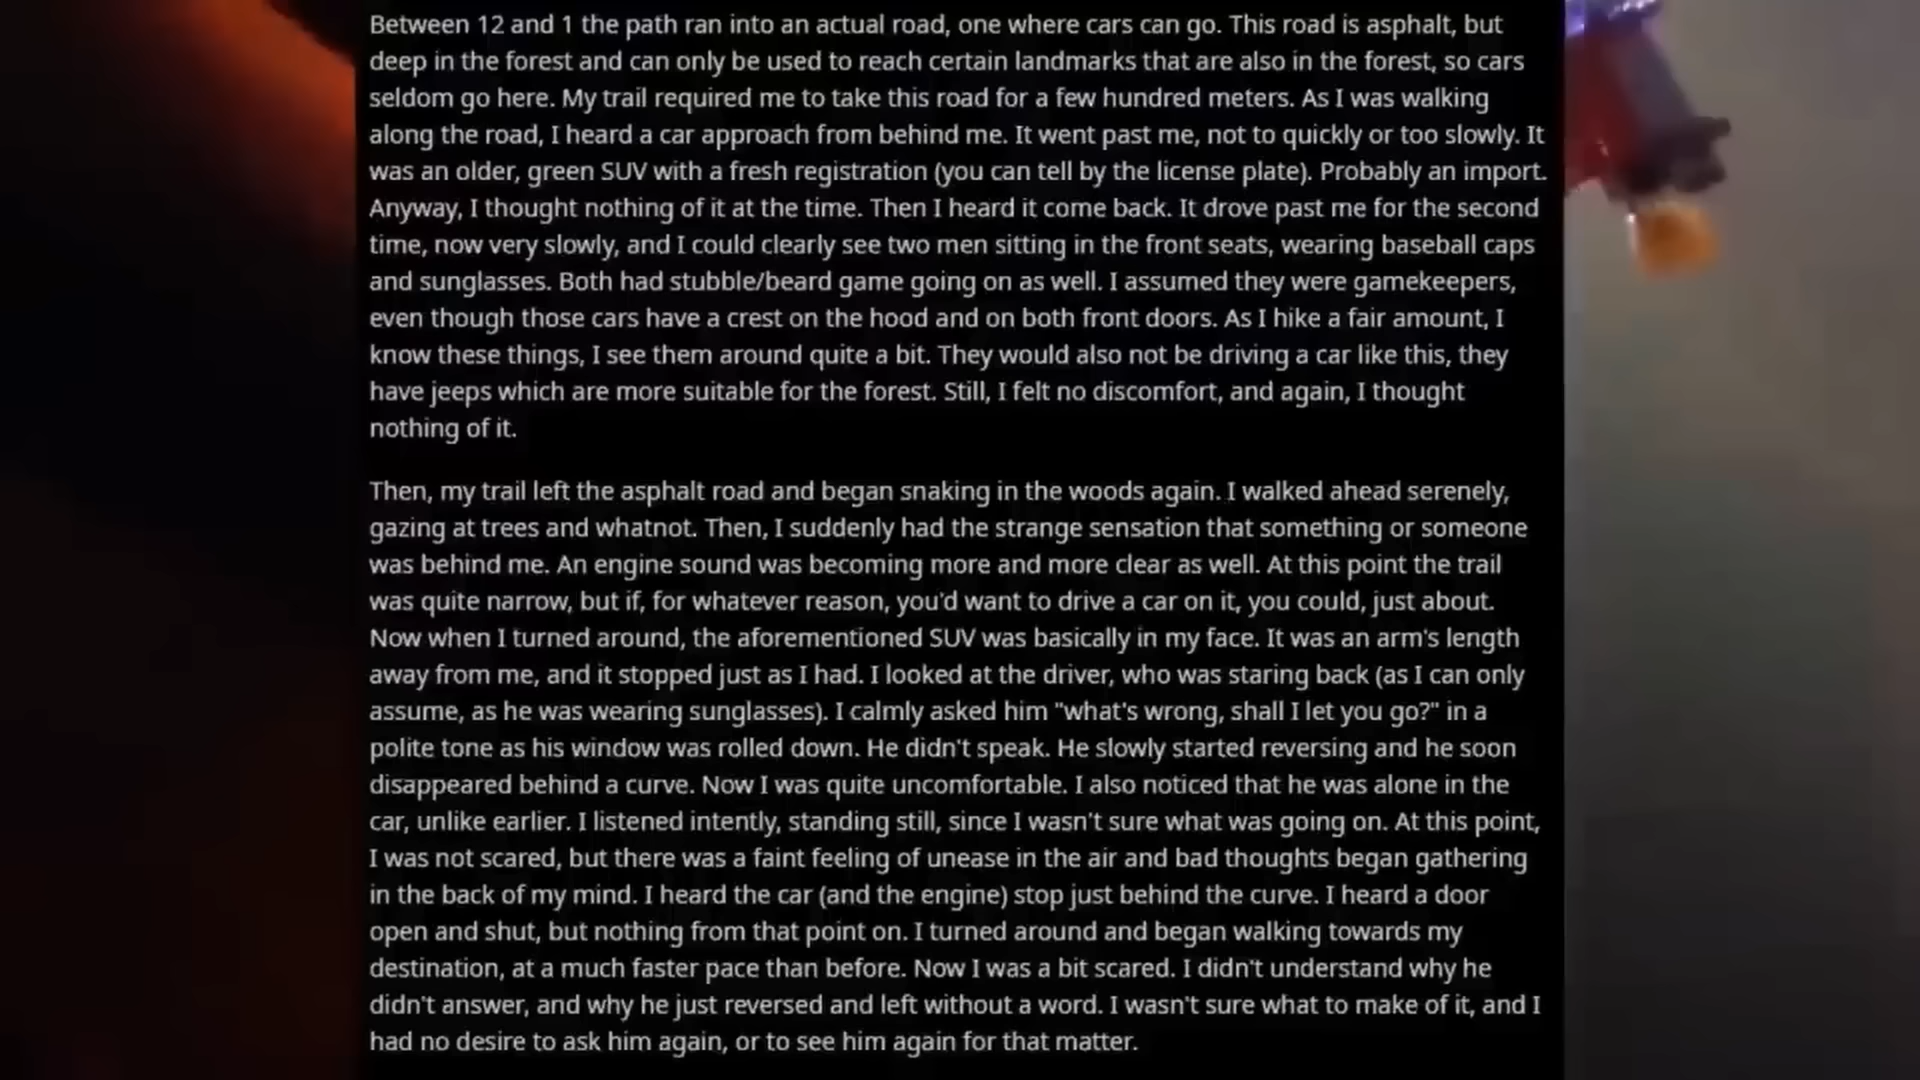 Between 12 and 1 the path ran into an actual road, one where cars can go. This road is asphalt, but
deep in the forest and can only be used to reach certain landmarks that are also in the forest, so cars
seldom go here. My trail required me to take this road for a few hundred meters. As I was walking
along the road, I heard a car approach from behind me. It went past me, not to quickly or too slowly. It
was an older, green SUV with a fresh registration (you can tell by the license plate). Probably an import.
Anyway, I thought nothing of it at the time. Then I heard it come back. It drove past me for the second
time, now very slowly, and I could clearly see two men sitting in the front seats, wearing baseball caps
and sunglasses. Both had stubble/beard game going on as well. I assumed they were gamekeepers,
even though those cars have a crest on the hood and on both front doors. As I hike a fair amount, I
know these things, I see them around quite a bit. They would also not be driving a car like this, they
have jeeps which are more suitable for the forest. Still, I felt no discomfort, and again, I thought
nothing of it.
Then, my trail left the asphalt road and began snaking in the woods again. I walked ahead serenely,
gazing at trees and whatnot. Then, I suddenly had the strange sensation that something or someone
was behind me. An engine sound was becoming more and more clear as well. At this point the trail
was quite narrow, but if, for whatever reason, you'd want to drive a car on it, you could, just about.
Now when I turned around, the aforementioned SUV was basically in my face. It was an arm's length
away from me, and it stopped just as I had. I looked at the driver, who was staring back (as I can only
assume, as he was wearing sunglasses). I calmly asked him "what's wrong, shall I let you go?" in a
polite tone as his window was rolled down. He didn't speak. He slowly started reversing and he soon
disappeared behind a curve. Now I was quite uncomfortable. I also noticed that he was alone in the
car, unlike earlier. I listened intently, standing still, since I wasn't sure what was going on. At this point,
I was not scared, but there was a faint feeling of unease in the air and bad thoughts began gathering
in the back of my mind. I heard the car (and the engine) stop just behind the curve. I heard a door
open and shut, but nothing from that point on. I turned around and began walking towards my
destination, at a much faster pace than before. Now I was a bit scared. I didn't understand why he
didn't answer, and why he just reversed and left without a word. I wasn't sure what to make of it, and I
had no desire to ask him again, or to see him again for that matter.